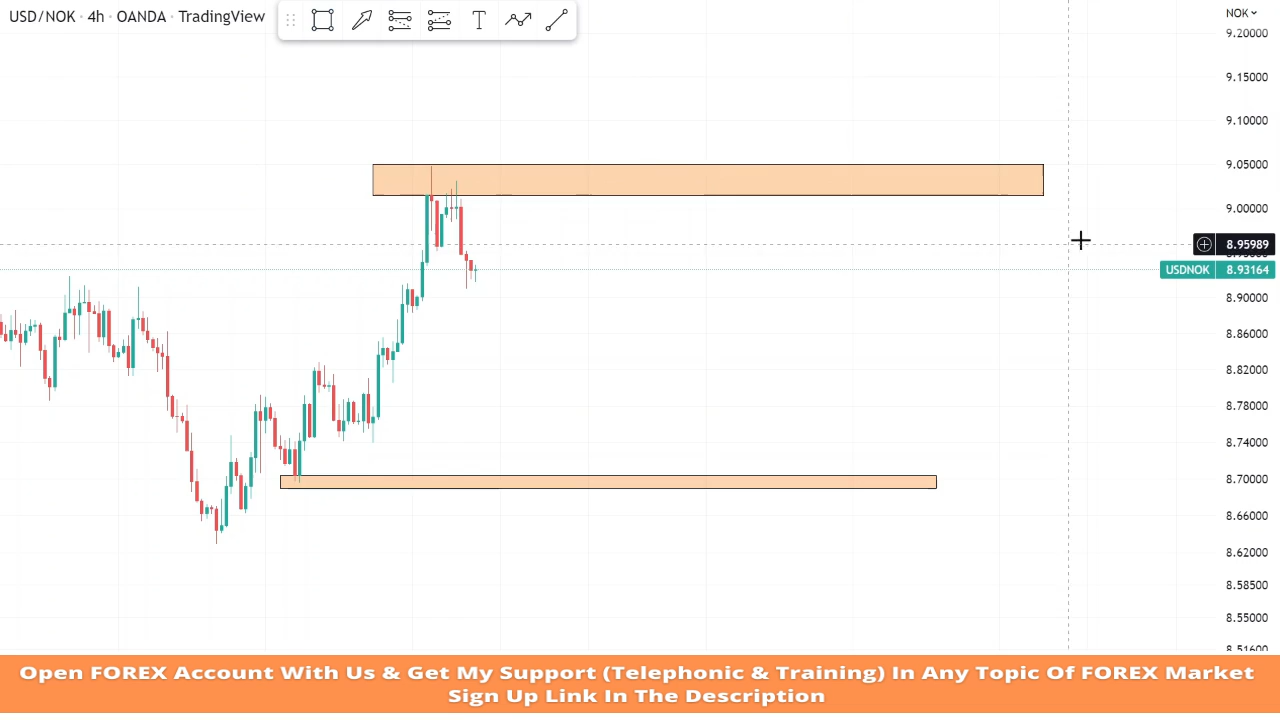 USD/NOK · 4h · OANDA · TradingView
T
NOK
9.20000
9.15000
9.10000
9.05000
9.00000
8.95989
USDNOK 8.93164
8.90000
8.86000
8.82000
8.78000
8.74000
8.70000
8.66000
8.62000
8.58500
8.55000
8.51600
Open FOREX Account With Us & Get My Support (Telephonic & Training) In Any Topic Of FOREX Market
Sign Up Link In The Description